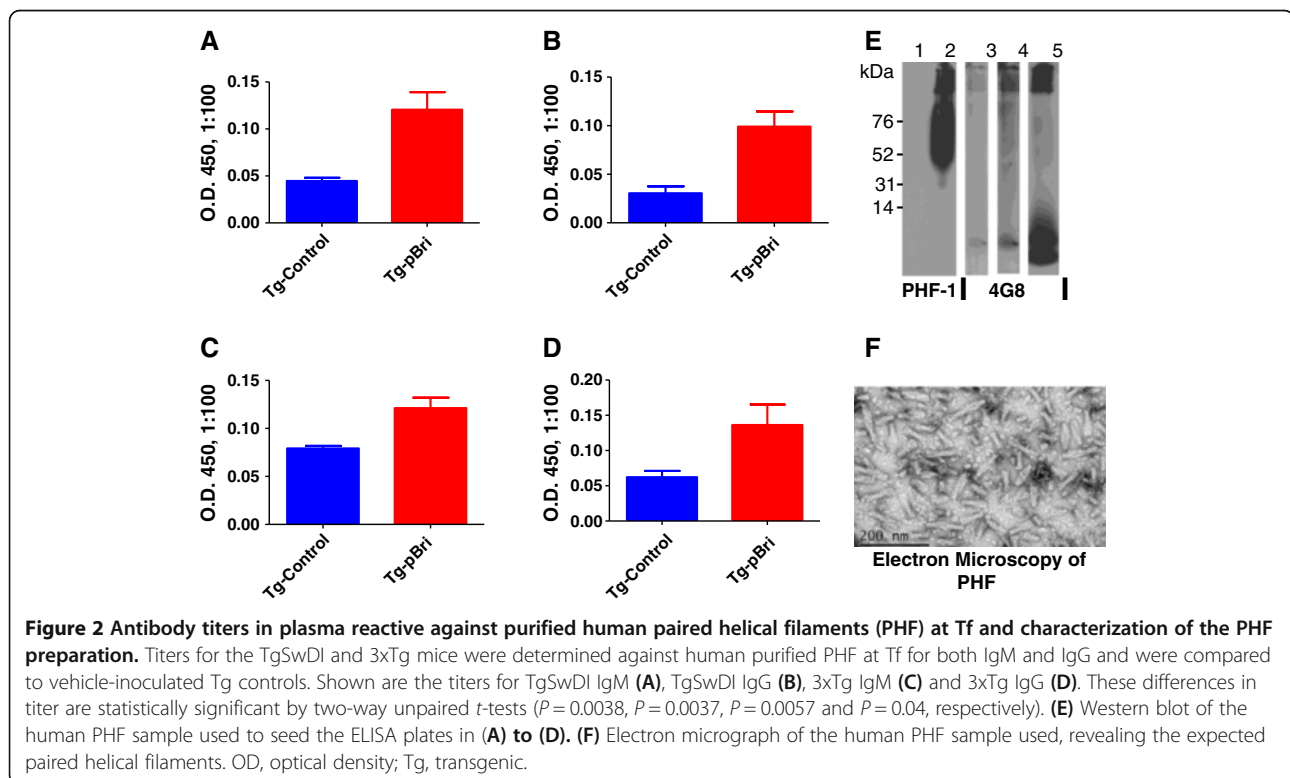 A
O.D. 450, 1:100
0.15
0.10
0.05
0.00
Tg-Control
Tg-pBri
B
O.D. 450, 1:100
0.15
0.10
0.05
0.00
Tg-Control
Tg-pBri
E
1 2 3 4 5
kDa
76
52
31
14
PHF-1 4G8
C
O.D. 450, 1:100
0.15
0.10
0.05
0.00
Tg-Control
Tg-pBri
D
O.D. 450, 1:100
0.20
0.15
0.10
0.05
0.00
Tg-Control
Tg-pBri
F
200 nm
Electron Microscopy of
PHF
Figure 2 Antibody titers in plasma reactive against purified human paired helical filaments (PHF) at Tf and characterization of the PHF
preparation. Titers for the TgSwDI and 3xTg mice were determined against human purified PHF at Tf for both IgM and IgG and were compared
to vehicle-inoculated Tg controls. Shown are the titers for TgSwDI IgM (A), TgSwDI IgG (B), 3xTg IgM (C) and 3xTg IgG (D). These differences in
titer are statistically significant by two-way unpaired t-tests (P = 0.0038, P = 0.0037, P = 0.0057 and P = 0.04, respectively). (E) Western blot of the
human PHF sample used to seed the ELISA plates in (A) to (D). (F) Electron micrograph of the human PHF sample used, revealing the expected
paired helical filaments. OD, optical density; Tg, transgenic.